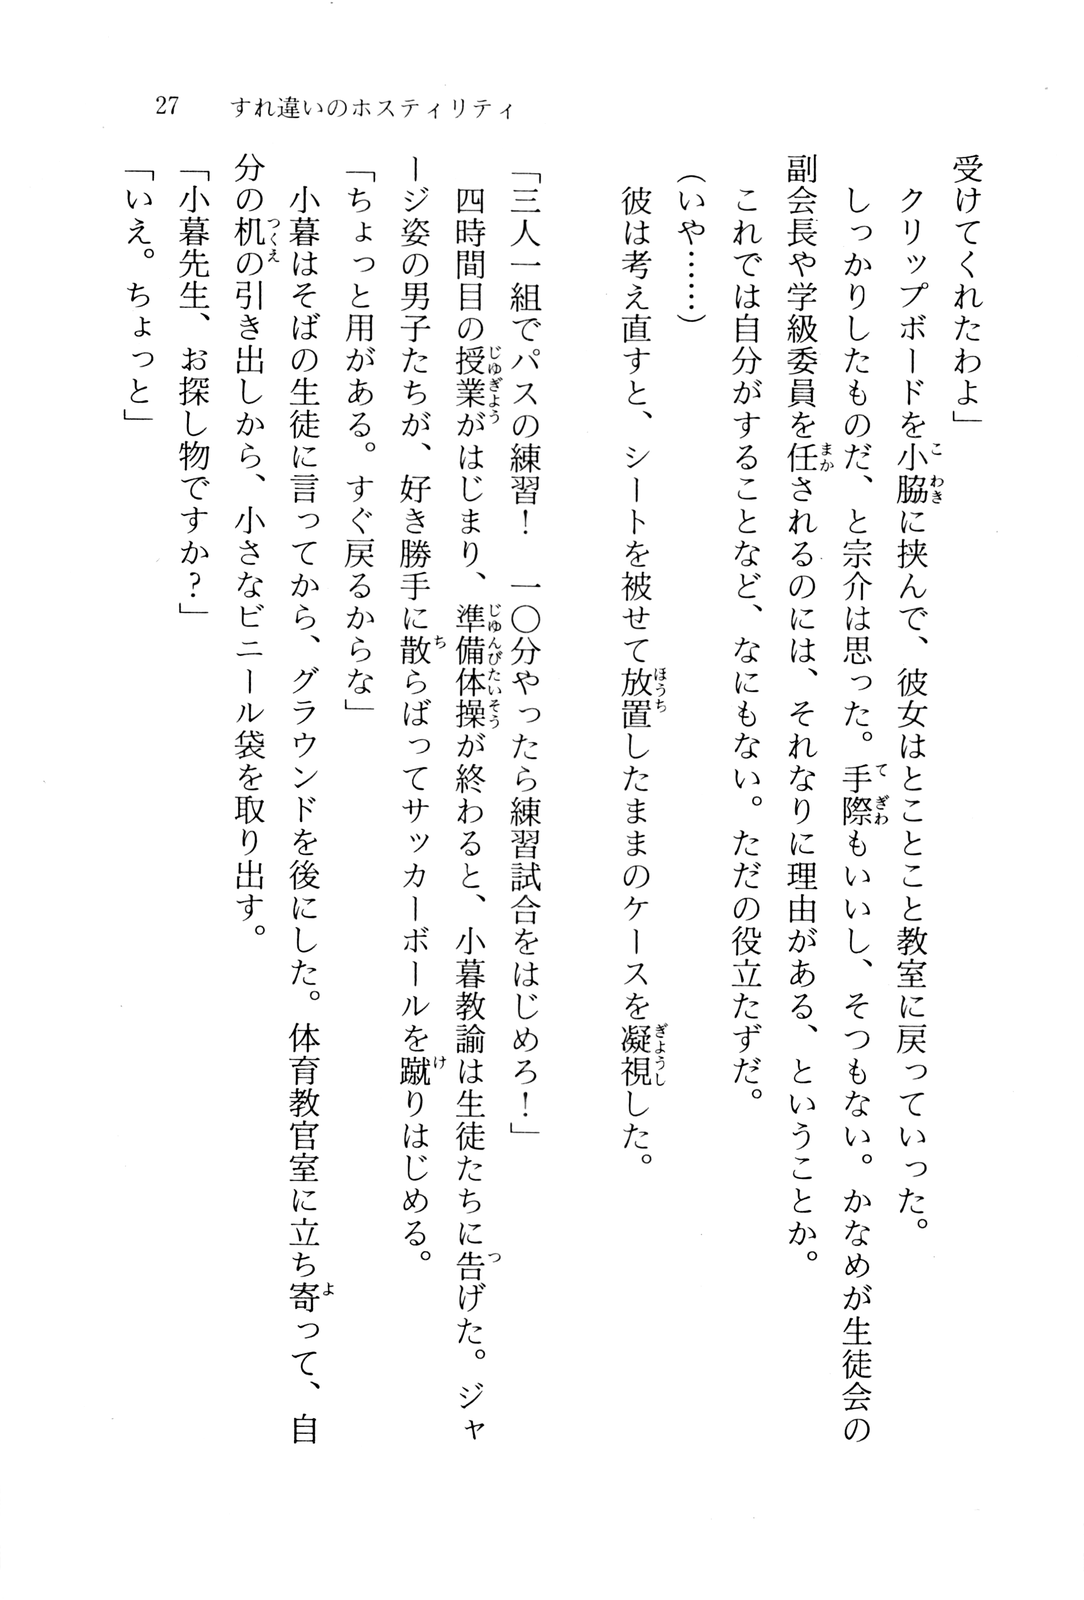 27　すれ違いのホスティリティ
受けてくれたわよ」
　クリップボードを小脇に挟んで、彼女はとことこと教室に戻っていった。
　しっかりしたものだ、と宗介は思った。手際もいいし、そつもない。かなめが生徒会の
副会長や学級委員を任されるのには、それなりに理由がある、ということか。
　これでは自分がすることなど、なにもない。ただの役立たずだ。
（いや……）
　彼は考え直すと、シートを被せて放置したままのケースを凝視した。
「三人一組でパスの練習！　一〇分やったら練習試合をはじめろ！」
　四時間目の授業がはじまり、準備体操が終わると、小暮教諭は生徒たちに告げた。ジャ
ージ姿の男子たちが、好き勝手に散らばってサッカーボールを蹴りはじめる。
「ちょっと用がある。すぐ戻るからな」
　小暮はそばの生徒に言ってから、グラウンドを後にした。体育教官室に立ち寄って、自
分の机の引き出しから、小さなビニール袋を取り出す。
「小暮先生、お探し物ですか？」
「いえ。ちょっと」